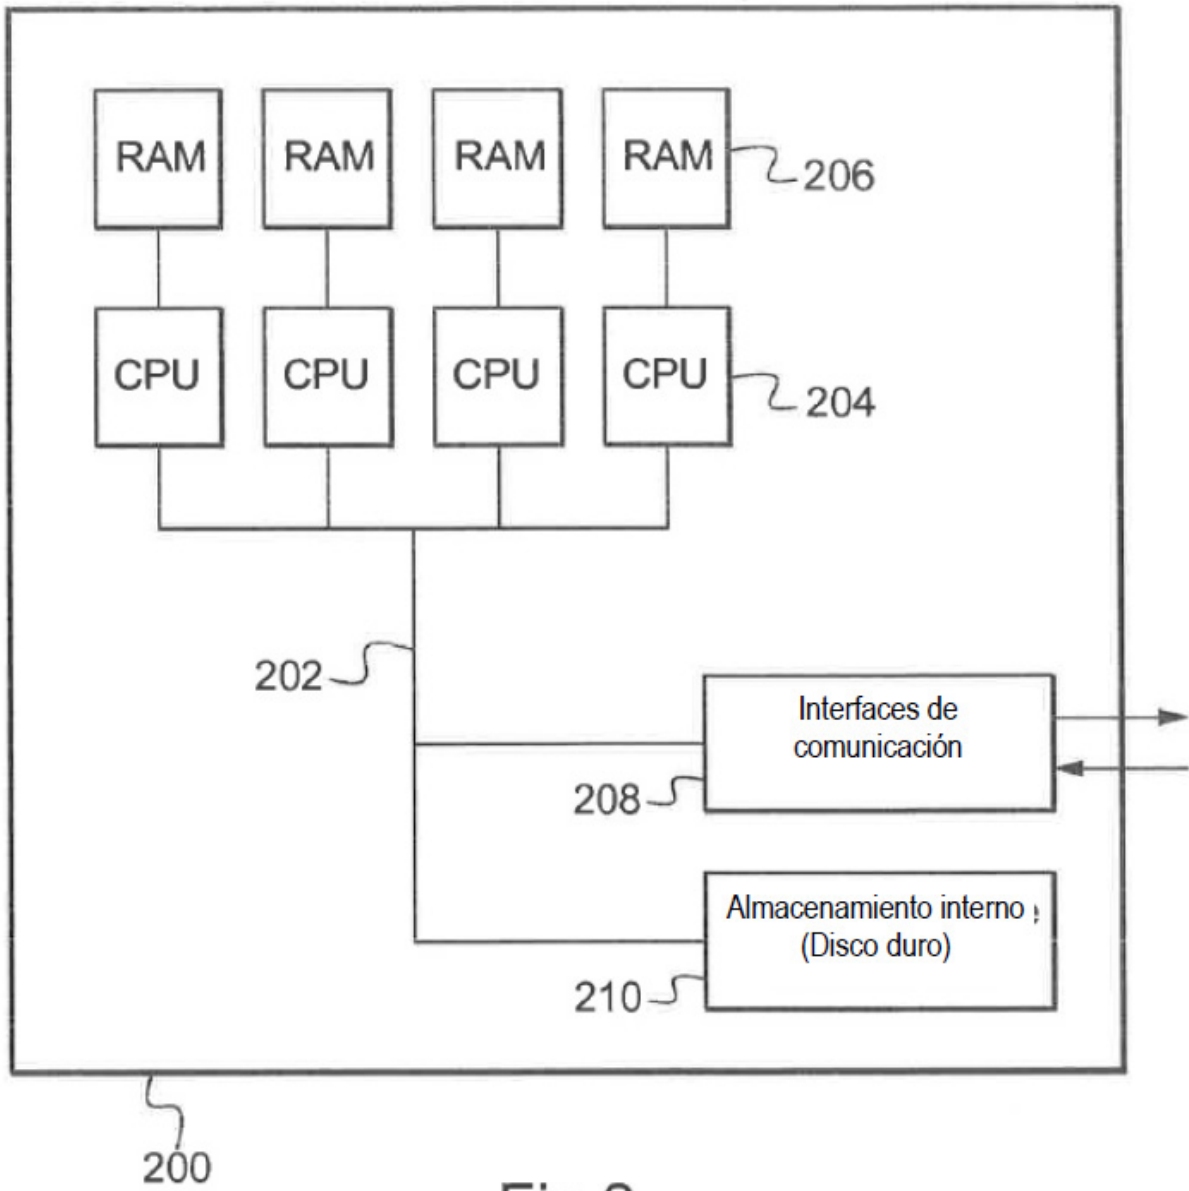 RAM RAM RAM RAM
206
CPU CPU CPU CPU
204
202
Interfaces de
comunicación
208
Almacenamiento interno
(Disco duro)
210
200